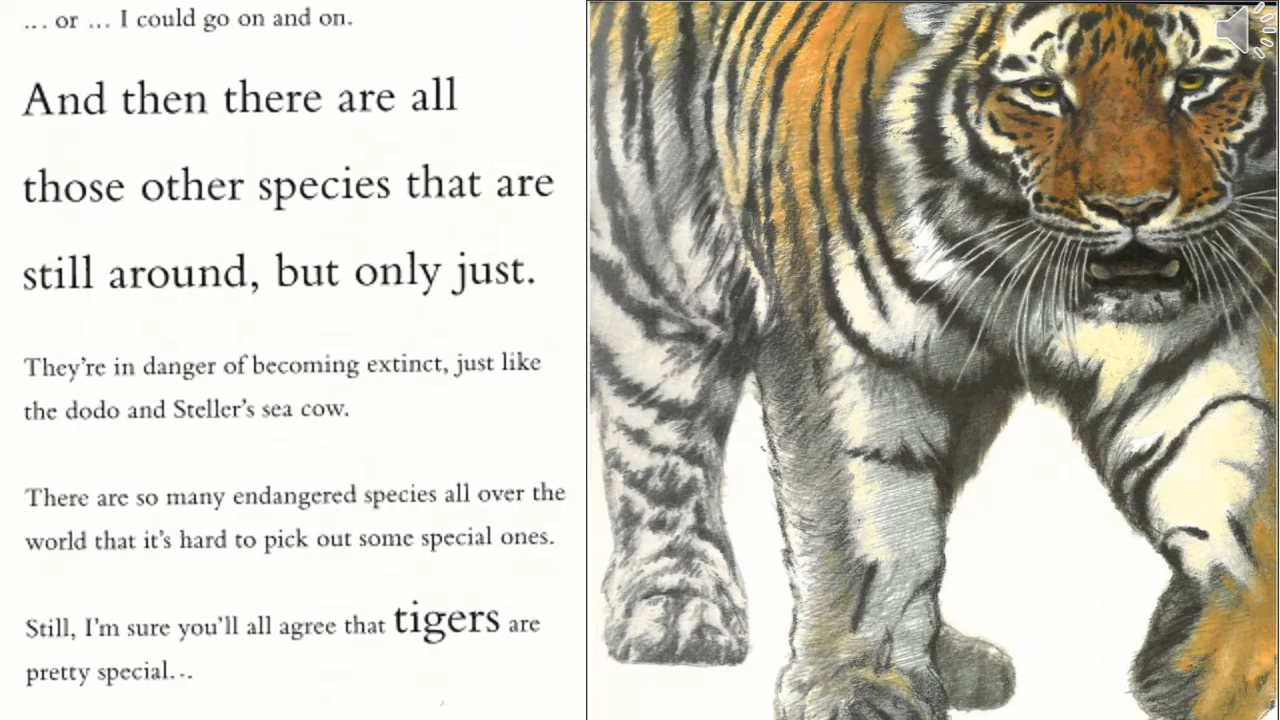 ... or ... I could go on and on.
And then there are all
those other species that are
still around, but only just.
They're in danger of becoming extinct, just like
the dodo and Steller's sea cow.
There are so many endangered species all over the
world that it's hard to pick out some special ones.
Still, I'm sure you'll all agree that tigers are
pretty special...